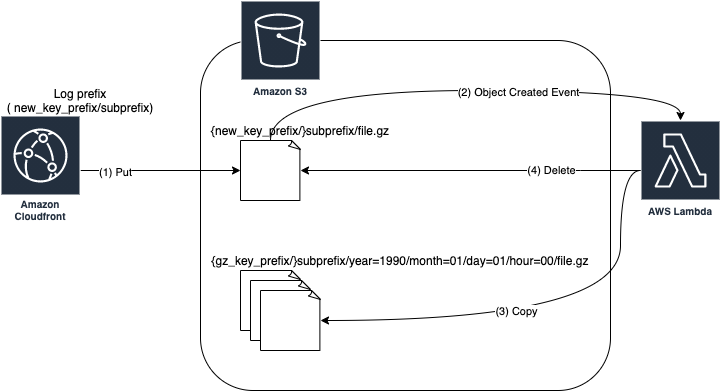 Amazon S3
Log prefix
( new_key_prefix/subprefix)
(2) Object Created Event
{new_key_prefix/}subprefix/file.gz
(1) Put
(4) Delete
Amazon
Cloudfront
AWS Lambda
{gz_key_prefix/}subprefix/year=1990/month=01/day=01/hour=00/file.gz
(3) Copy